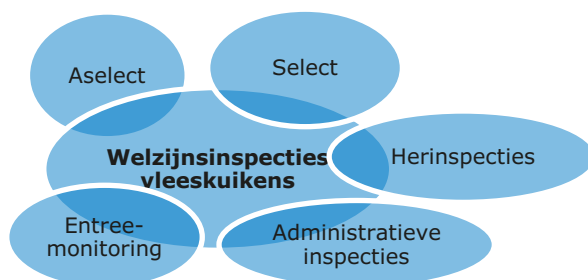 Aselect
Select
Welzijnsinspecties
vleeskuikens
Herinspecties
Entree-
monitoring
Administratieve
inspecties